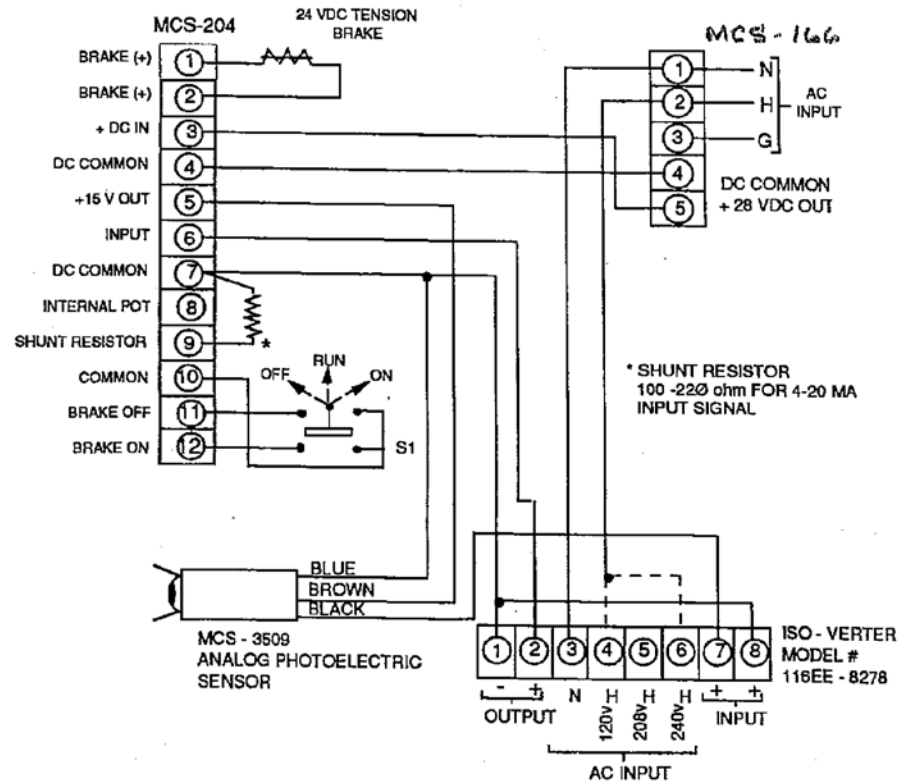 24 VDC TENSION
BRAKE
MCS-204
BRAKE (+)
1
BRAKE (+)
2
+ DC IN
3
DC COMMON
4
+15 V OUT
5
INPUT
6
DC COMMON
7
INTERNAL POT
8
SHUNT RESISTOR
9
*
COMMON
10
BRAKE OFF
11
BRAKE ON
12
OFF
RUN
ON
S1
MCS-166
1
N
2
H
3
G
4
5
AC
INPUT
DC COMMON
+ 28 VDC OUT
* SHUNT RESISTOR
100 -22Ø ohm FOR 4-20 MA
INPUT SIGNAL
BLUE
BROWN
BLACK
MCS - 3509
ANALOG PHOTOELECTRIC
SENSOR
1 2 3 4 5 6 7 8
- + N H H H + +
120v 208v 240v
OUTPUT
INPUT
AC INPUT
ISO - VERTER
MODEL #
116EE - 8278